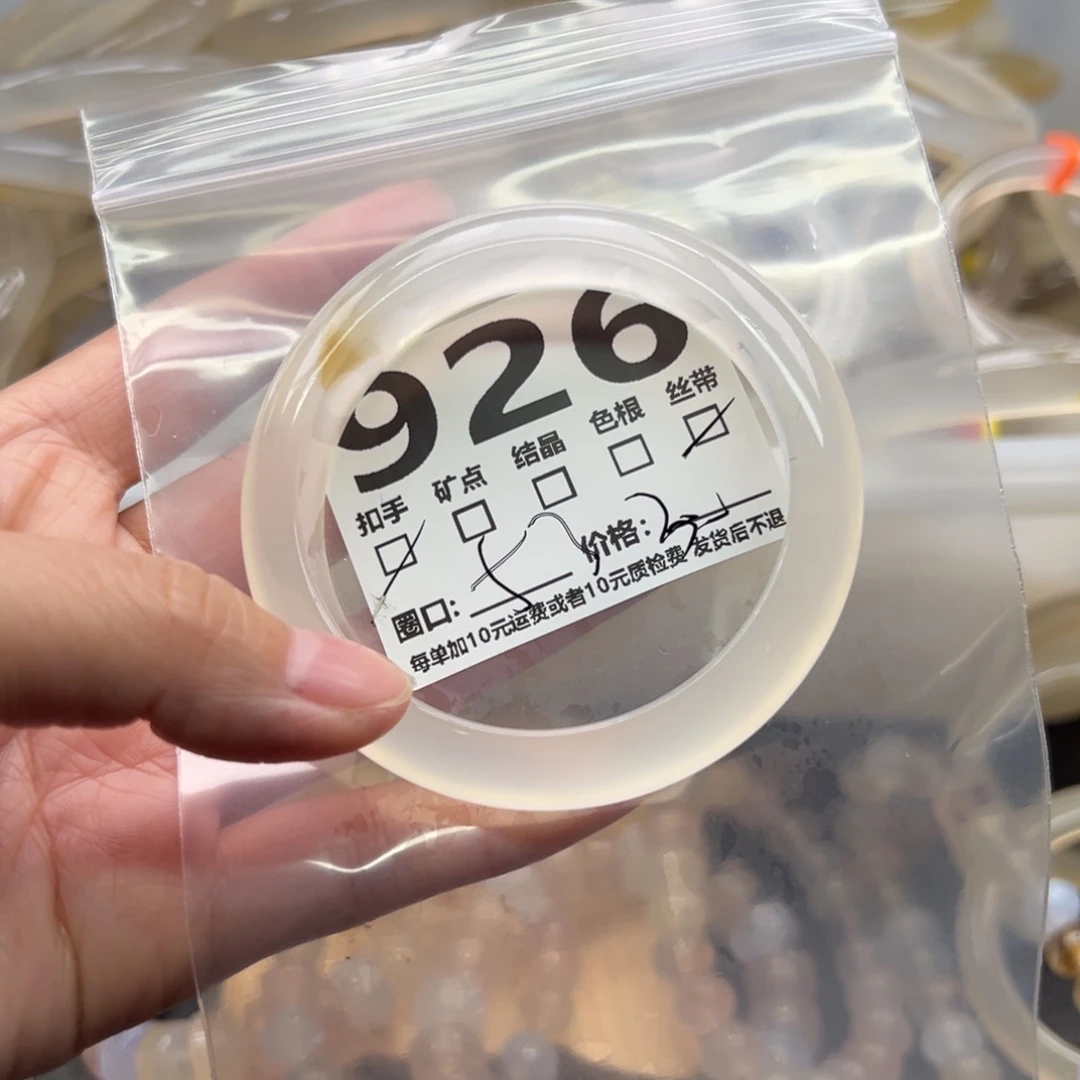 926
扣手 矿点 结晶 色根 丝带
圈口: 价格:
每单加10元运费或者10元质检费 发货后不退